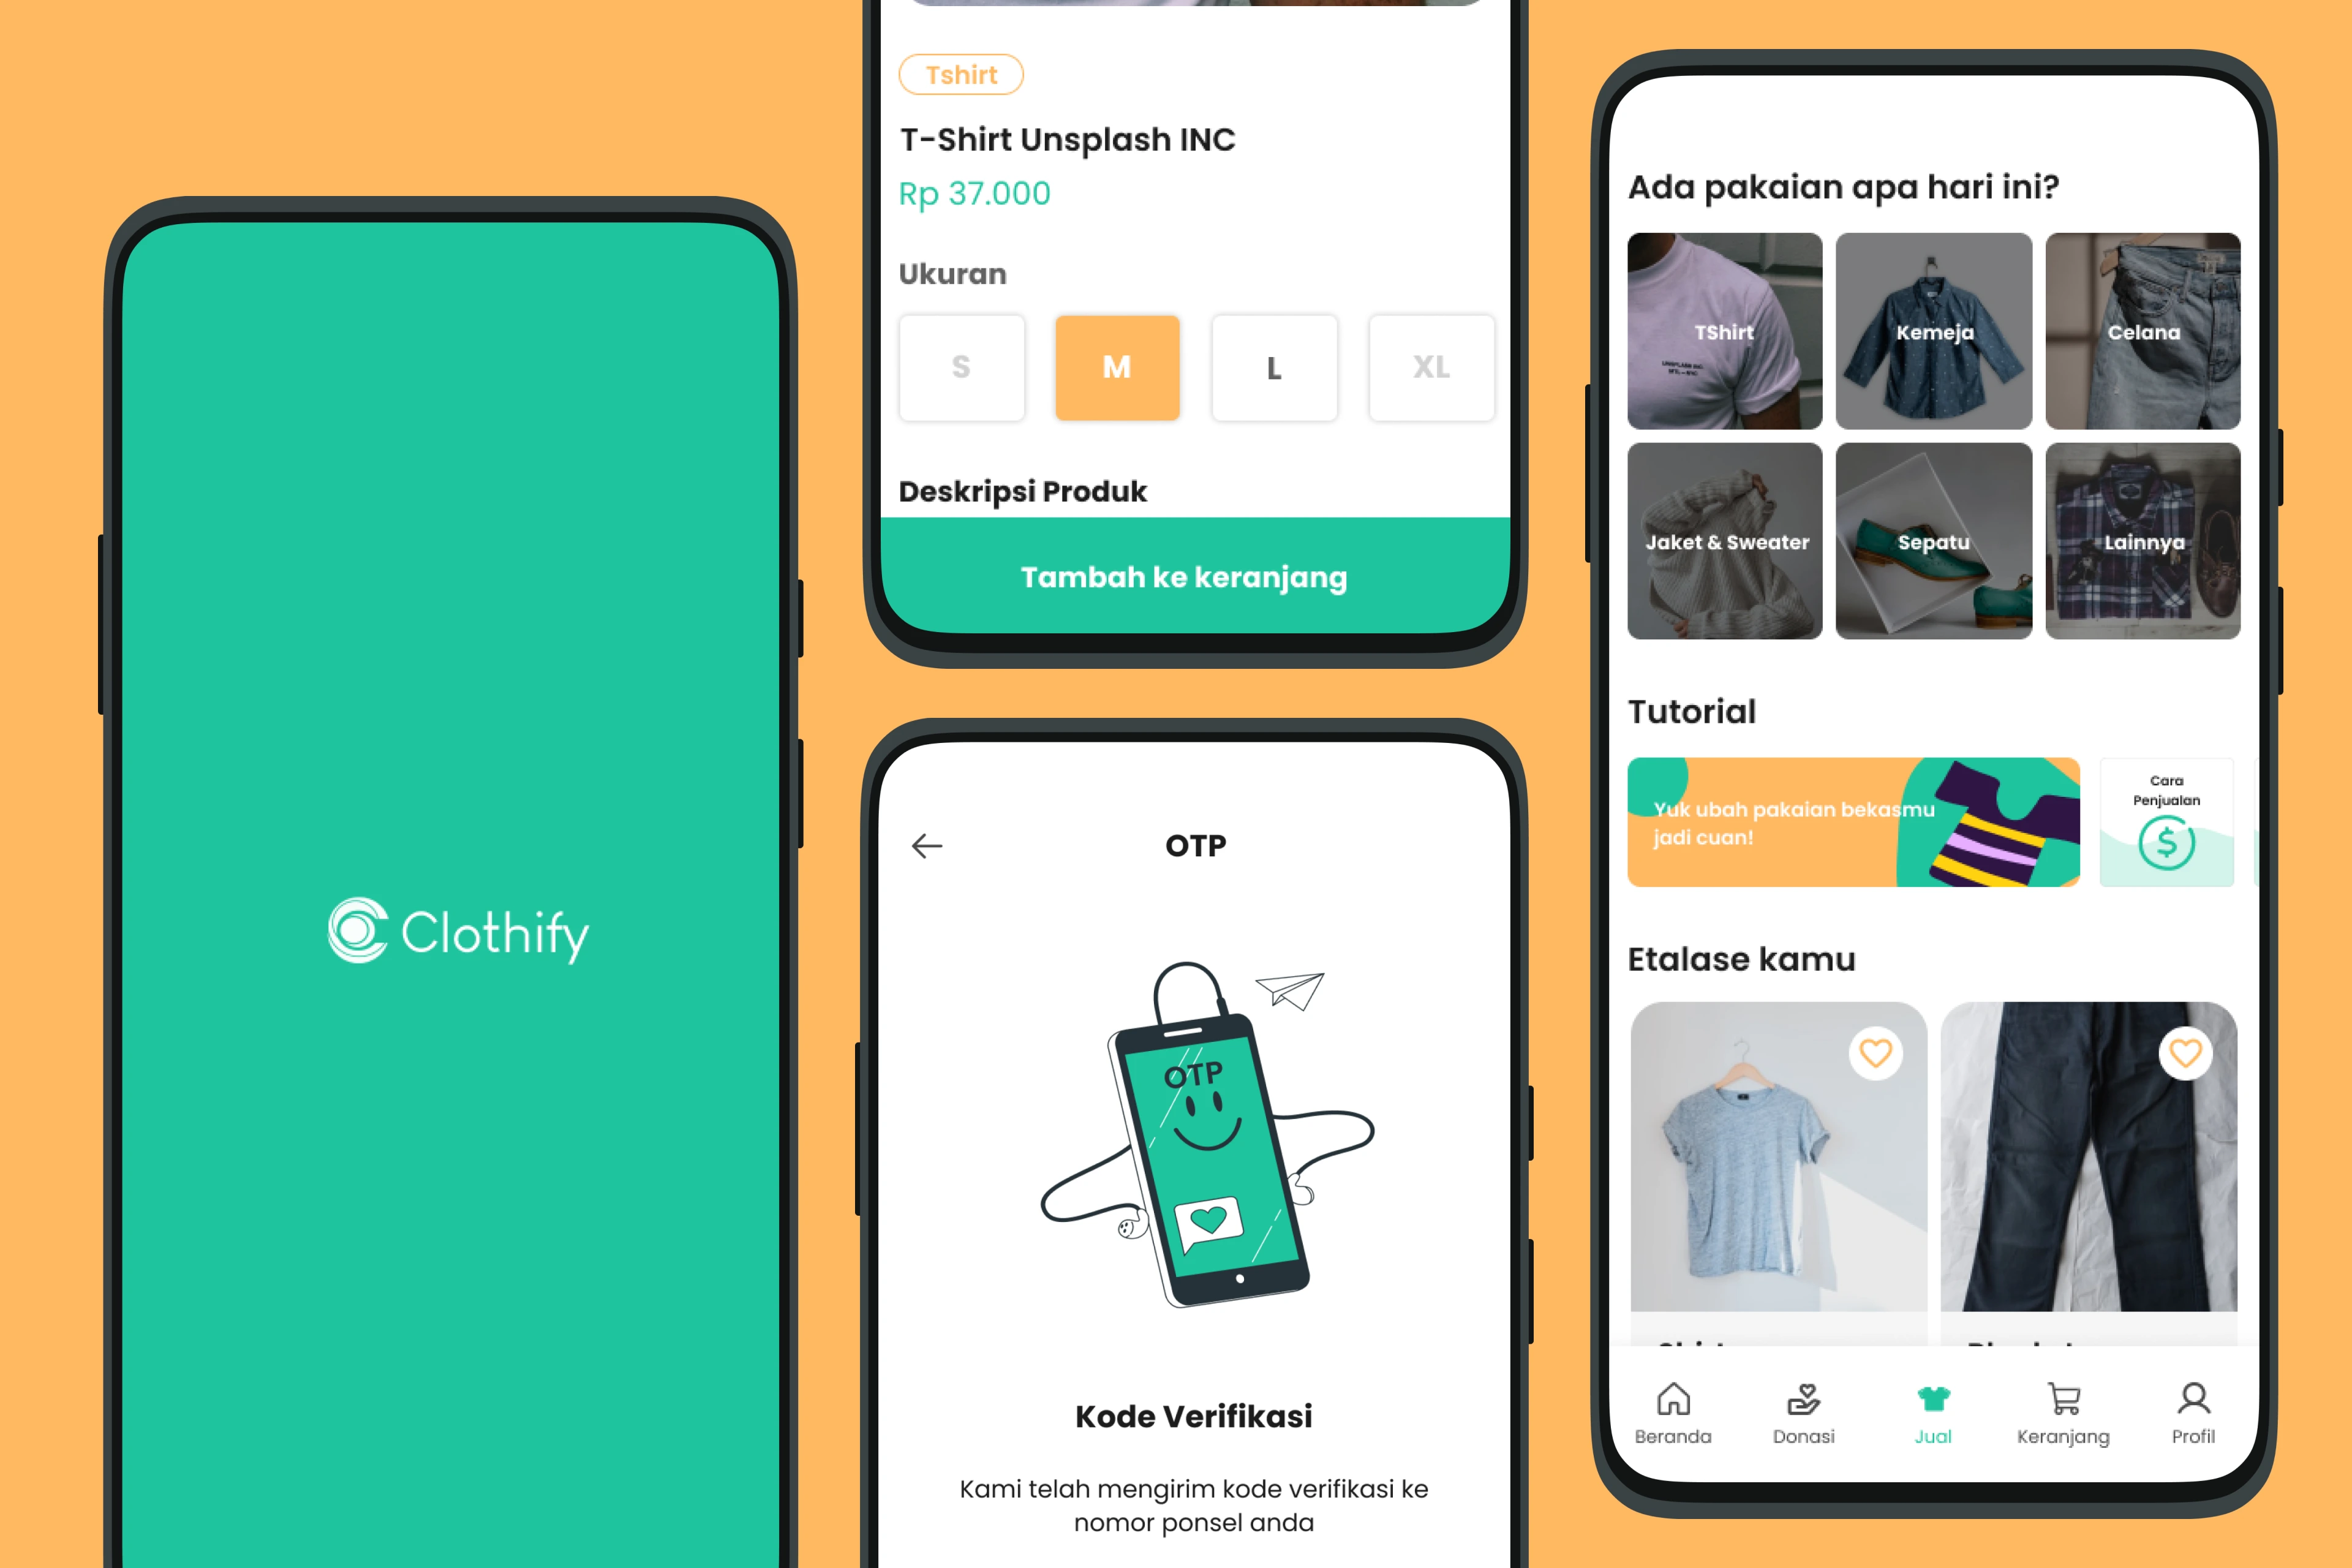 Clothify
Tshirt
T-Shirt Unsplash INC
Rp 37.000
Ukuran
S
M
L
XL
Deskripsi Produk
Tambah ke keranjang
OTP
OTP
Kode Verifikasi
Kami telah mengirim kode verifikasi ke
nomor ponsel anda
Ada pakaian apa hari ini?
TShirt
Kemeja
Celana
Jaket & Sweater
Sepatu
Lainnya
Tutorial
Yuk ubah pakaian bekasmu
jadi cuan!
Cara
Penjualan
$
Etalase kamu
Beranda
Donasi
Jual
Keranjang
Profil